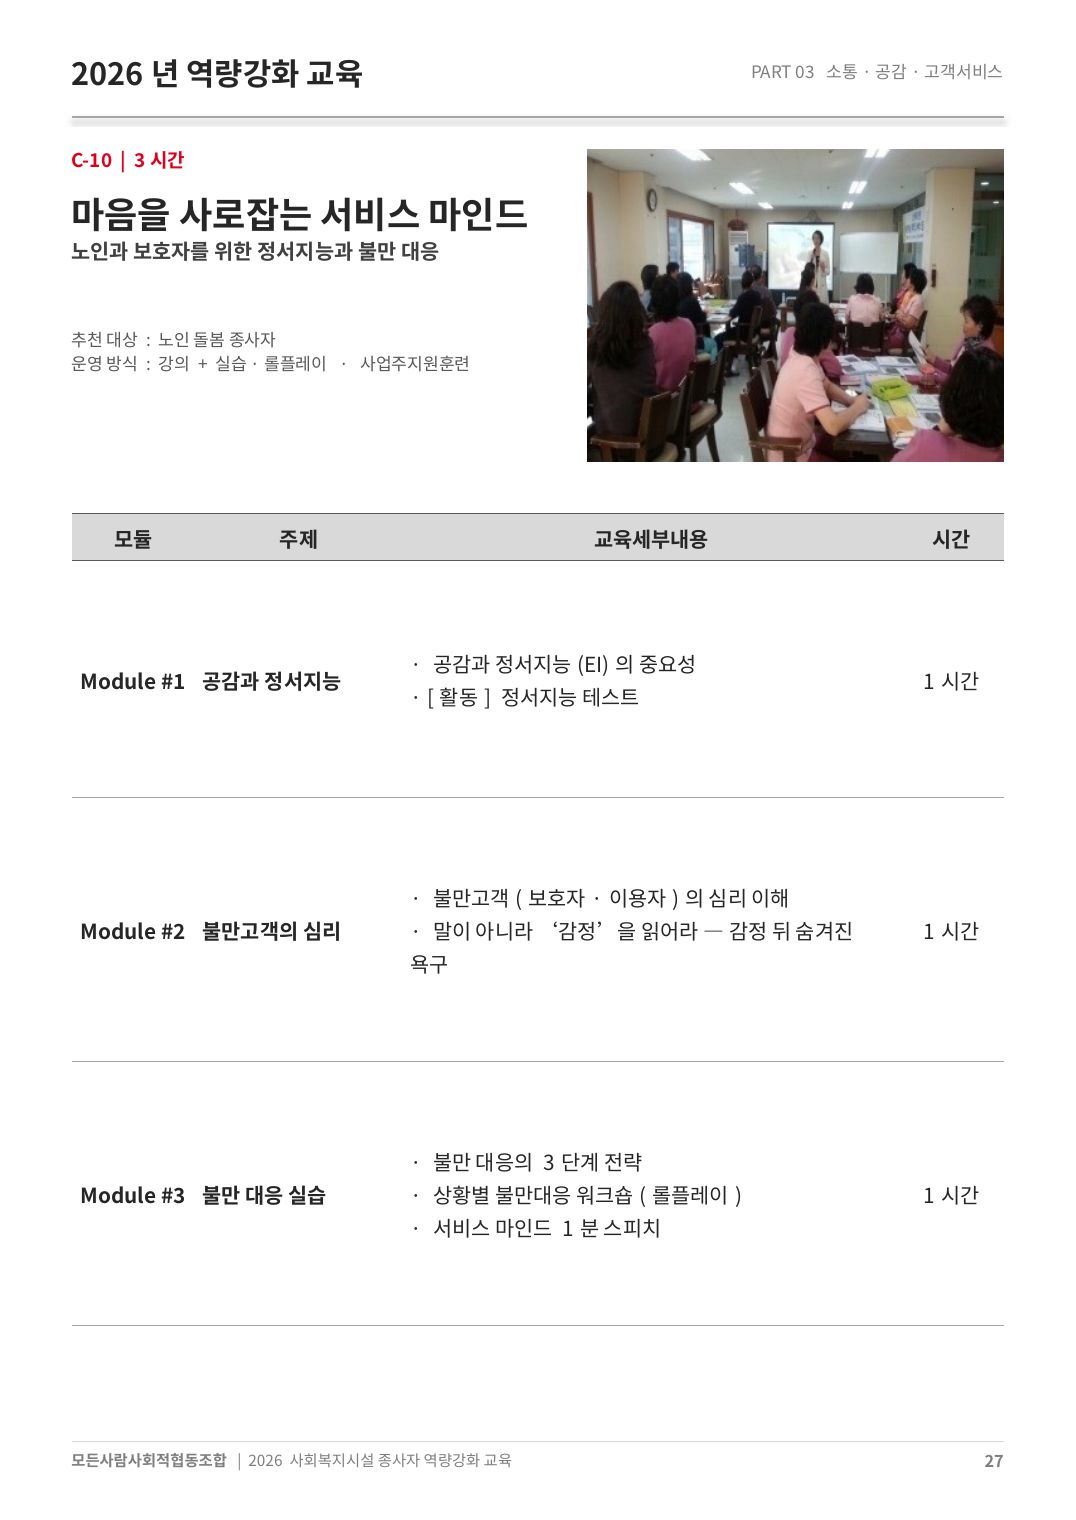 2026 년 역량강화 교육
PART 03 소통 · 공감 · 고객서비스
C-10 | 3 시간
마음을 사로잡는 서비스 마인드
노인과 보호자를 위한 정서지능과 불만 대응
추천 대상 : 노인 돌봄 종사자
운영 방식 : 강의 + 실습 · 롤플레이 · 사업주지원훈련
모듈 주제 교육세부내용 시간
Module #1 공감과 정서지능
· 공감과 정서지능 (EI) 의 중요성
· [ 활동 ] 정서지능 테스트
1 시간
Module #2 불만고객의 심리
· 불만고객 ( 보호자 · 이용자 ) 의 심리 이해
· 말이 아니라 ‘감정’ 을 읽어라 — 감정 뒤 숨겨진
욕구
1 시간
Module #3 불만 대응 실습
· 불만 대응의 3 단계 전략
· 상황별 불만대응 워크숍 ( 롤플레이 )
· 서비스 마인드 1 분 스피치
1 시간
모든사람사회적협동조합 | 2026 사회복지시설 종사자 역량강화 교육
27